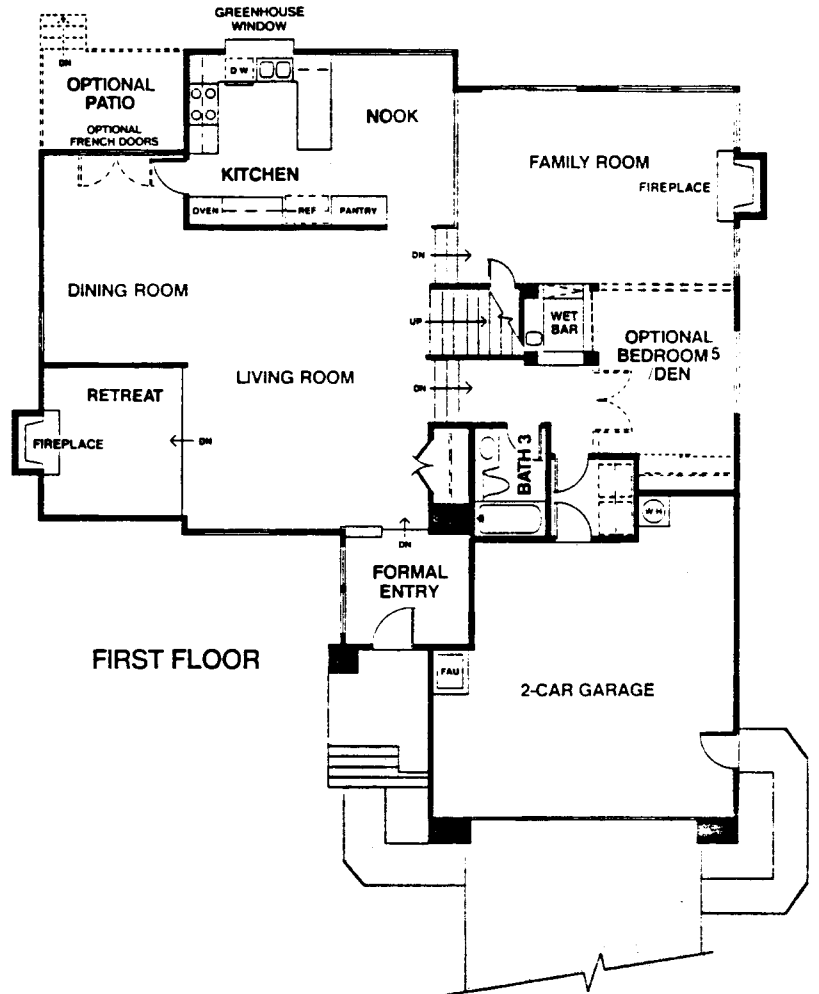 GREENHOUSE
WINDOW
DN
OPTIONAL
PATIO
OPTIONAL
FRENCH DOORS
DW
NOOK
KITCHEN
OVEN
REF
PANTRY
FAMILY ROOM
FIREPLACE
DN
DINING ROOM
UP
WET
BAR
OPTIONAL
BEDROOM 5
/DEN
LIVING ROOM
DN
RETREAT
FIREPLACE
DN
BATH 3
WH
DN
FORMAL
ENTRY
FIRST FLOOR
FAU
2-CAR GARAGE